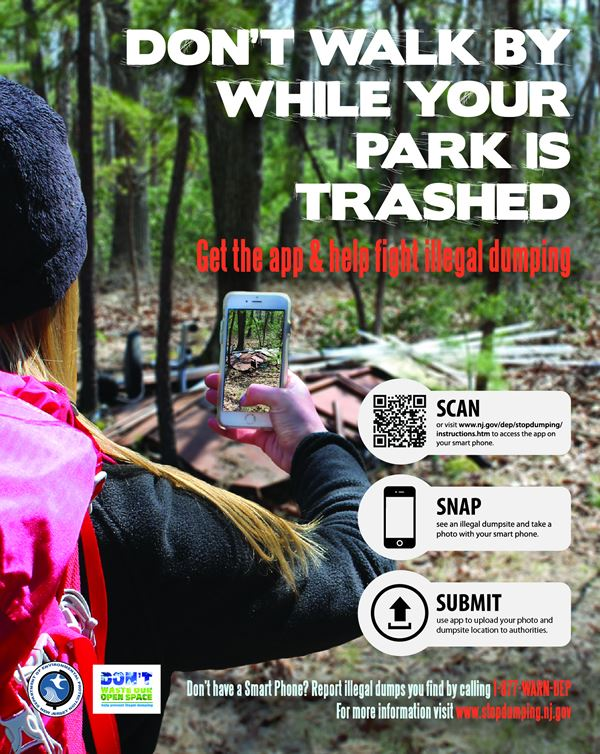 DON'T WALK BY
WHILE YOUR
PARK IS
TRASHED
Get the app & help fight illegal dumping
SCAN
or visit www.nj.gov/dep/stopdumping/
instructions.htm to access the app on
your smart phone.
SNAP
see an illegal dumpsite and take a
photo with your smart phone.
SUBMIT
use app to upload your photo and
dumpsite location to authorities.
DON'T
WASTE OUR
OPEN SPACE
help prevent illegal dumping
Don't have a Smart Phone? Report illegal dumps you find by calling 1-877-WARN-DEP
For more information visit www.stopdumping.nj.gov